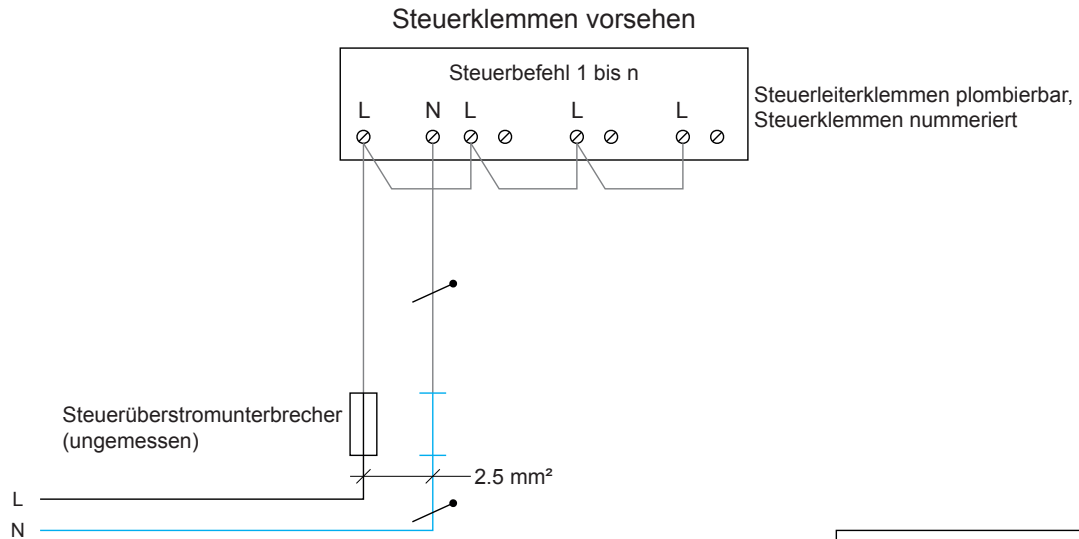 Steuerklemmen vorsehen
Steuerbefehl 1 bis n
L N L L L
Steuerleiterklemmen plombierbar,
Steuerklemmen nummeriert
Steuerüberstromunterbrecher
(ungemessen)
2.5 mm²
L
N